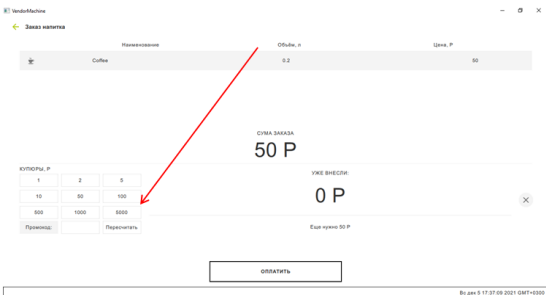 VendorMachine
Заказ напитка
Наименование Объём, л Цена, Р
Coffee 0.2 50
СУМА ЗАКАЗА
50 Р
КУПЮРЫ, Р
УЖЕ ВНЕСЛИ:
1 2 5
10 50 100
0 Р
500 1000 5000
Промокод: Пересчитать
Еще нужно 50 Р
ОПЛАТИТЬ
Вс дек 5 17:37:09 2021 GMT+0300